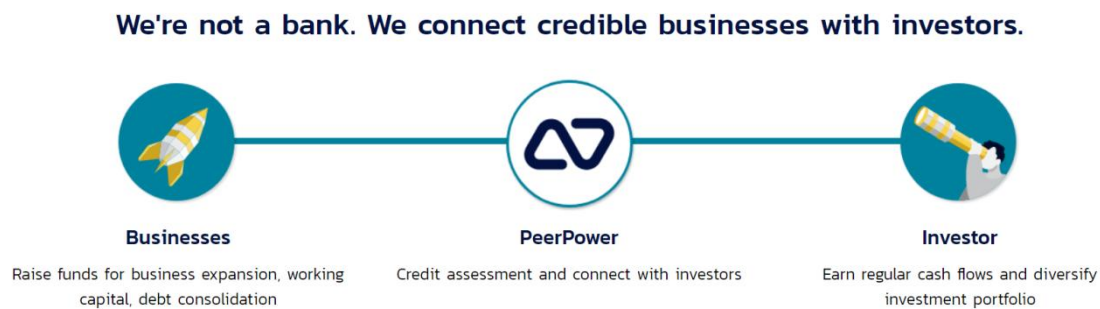 We're not a bank. We connect credible businesses with investors.
Businesses
Raise funds for business expansion, working
capital, debt consolidation
PeerPower
Credit assessment and connect with investors
Investor
Earn regular cash flows and diversify
investment portfolio